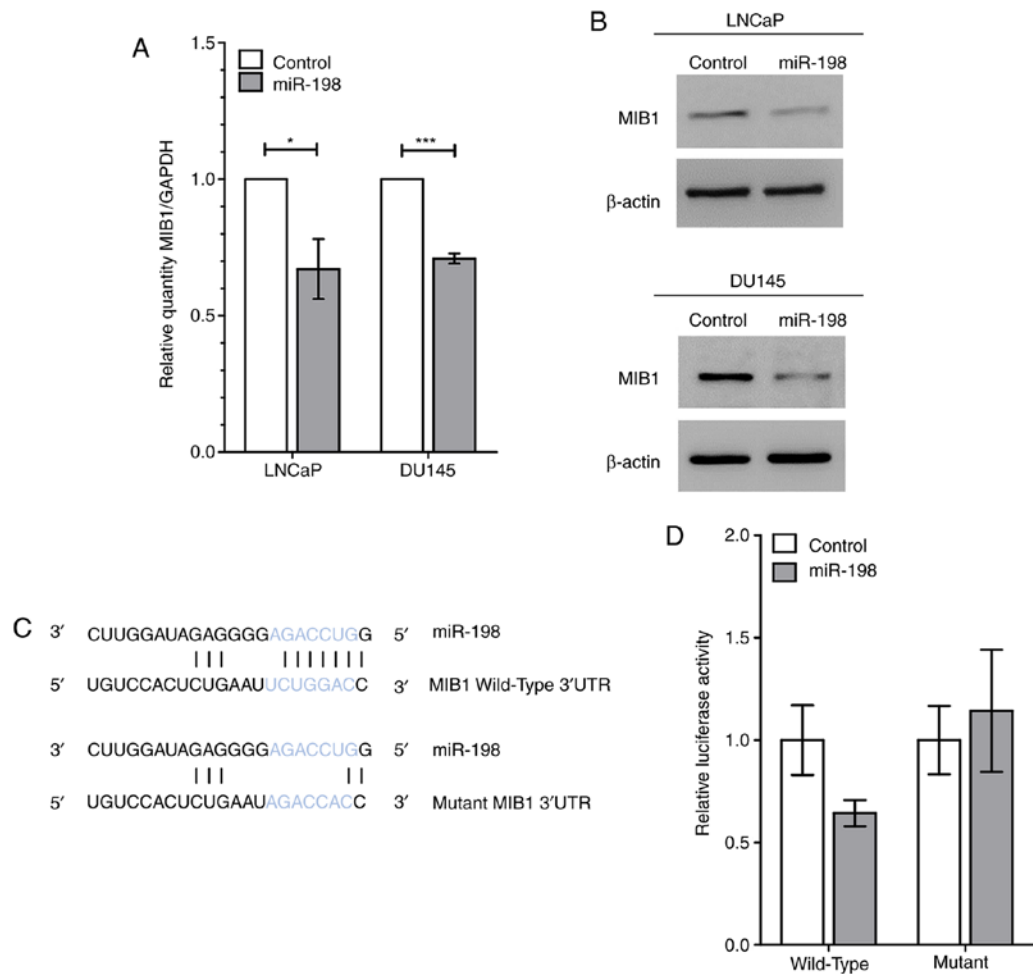 A
Relative quantity MIB1/GAPDH
1.5
1.0
0.5
0.0
Control
miR-198
*
***
LNCaP
DU145
B
LNCaP
Control miR-198
MIB1
β-actin
DU145
Control miR-198
MIB1
β-actin
C
3′ CUUGGAUAGAGGGGAGACCUGG 5′ miR-198
5′ UGUCCACUCUGAAUUCUGGACC 3′ MIB1 Wild-Type 3′UTR
3′ CUUGGAUAGAGGGGAGACCUGG 5′ miR-198
5′ UGUCCACUCUGAAUAGACCACC 3′ Mutant MIB1 3′UTR
D
Relative luciferase activity
2.0
1.5
1.0
0.5
0.0
Control
miR-198
Wild-Type
Mutant